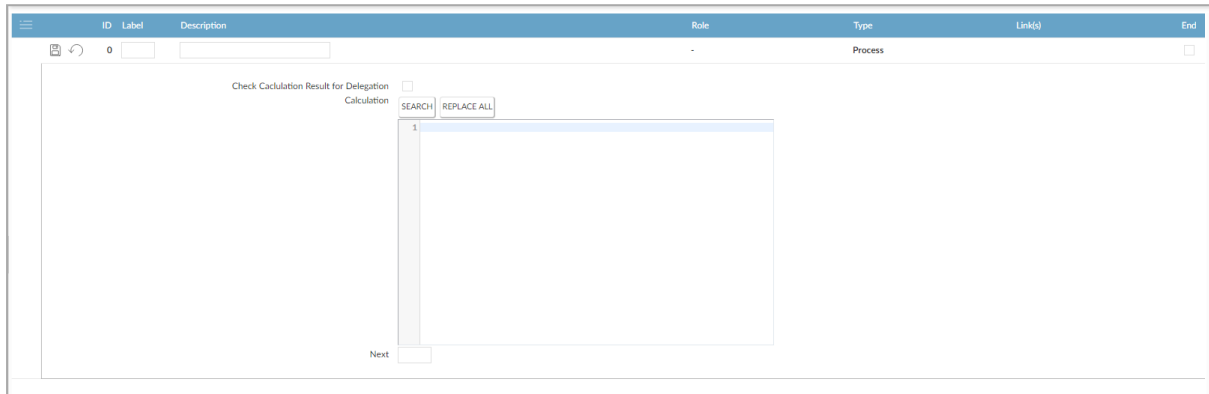 ID Label Description Role Type Link(s) End
0 - Process
Check Caclulation Result for Delegation
Calculation SEARCH REPLACE ALL
1
Next